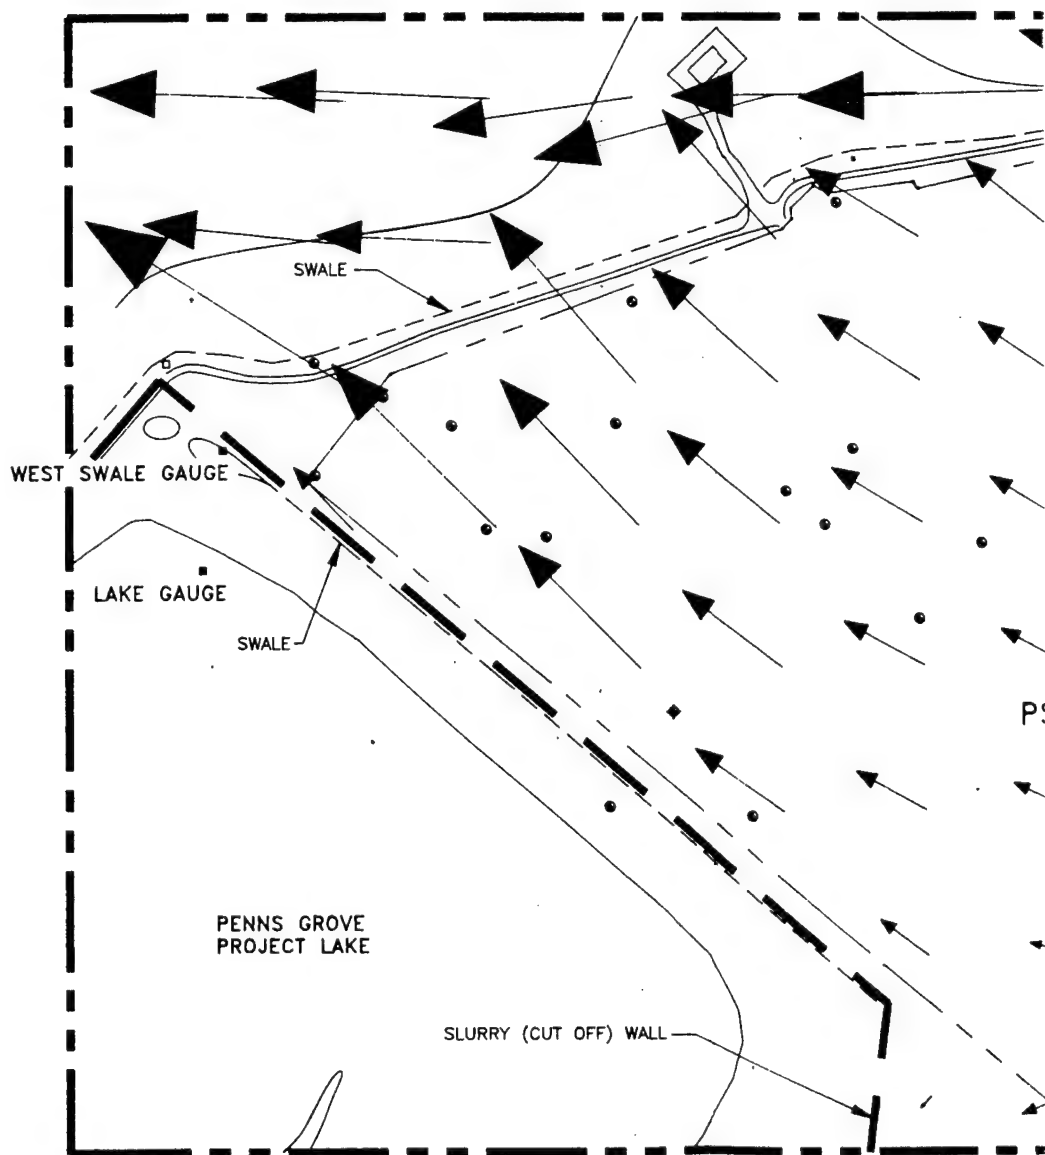 SWALE
WEST SWALE GAUGE
LAKE GAUGE
SWALE
PENNS GROVE
PROJECT LAKE
SLURRY (CUT OFF) WALL